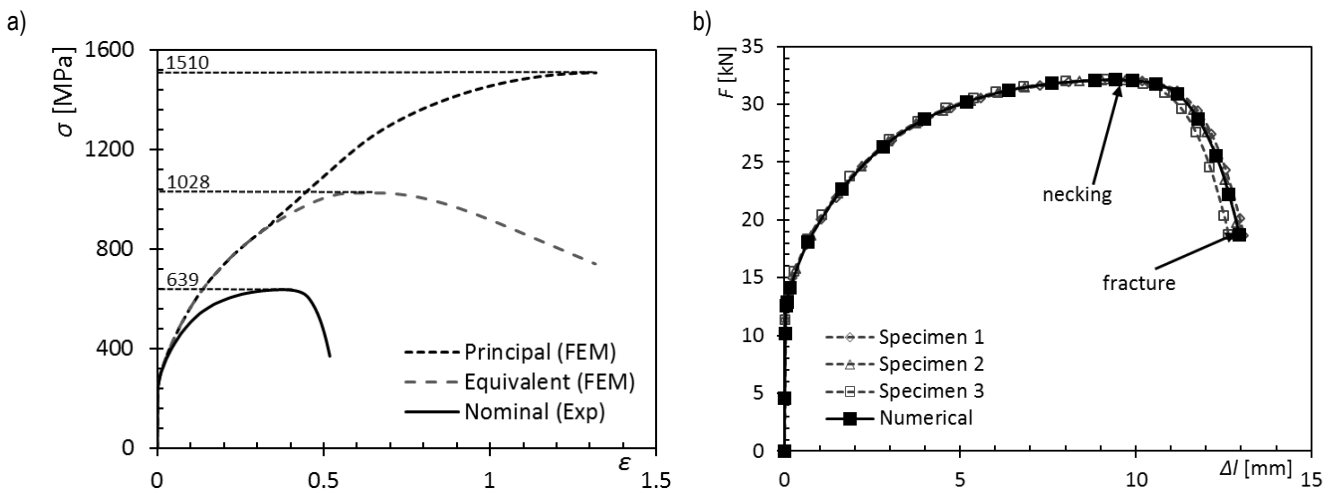 a)
1600
1510
1200
1028
800
639
400
0
σ [MPa]
Principal (FEM)
Equivalent (FEM)
Nominal (Exp)
0
0.5
1
1.5
ε
b)
35
30
25
20
15
10
5
0
F [kN]
necking
fracture
Specimen 1
Specimen 2
Specimen 3
Numerical
0
5
10
15
Δl [mm]